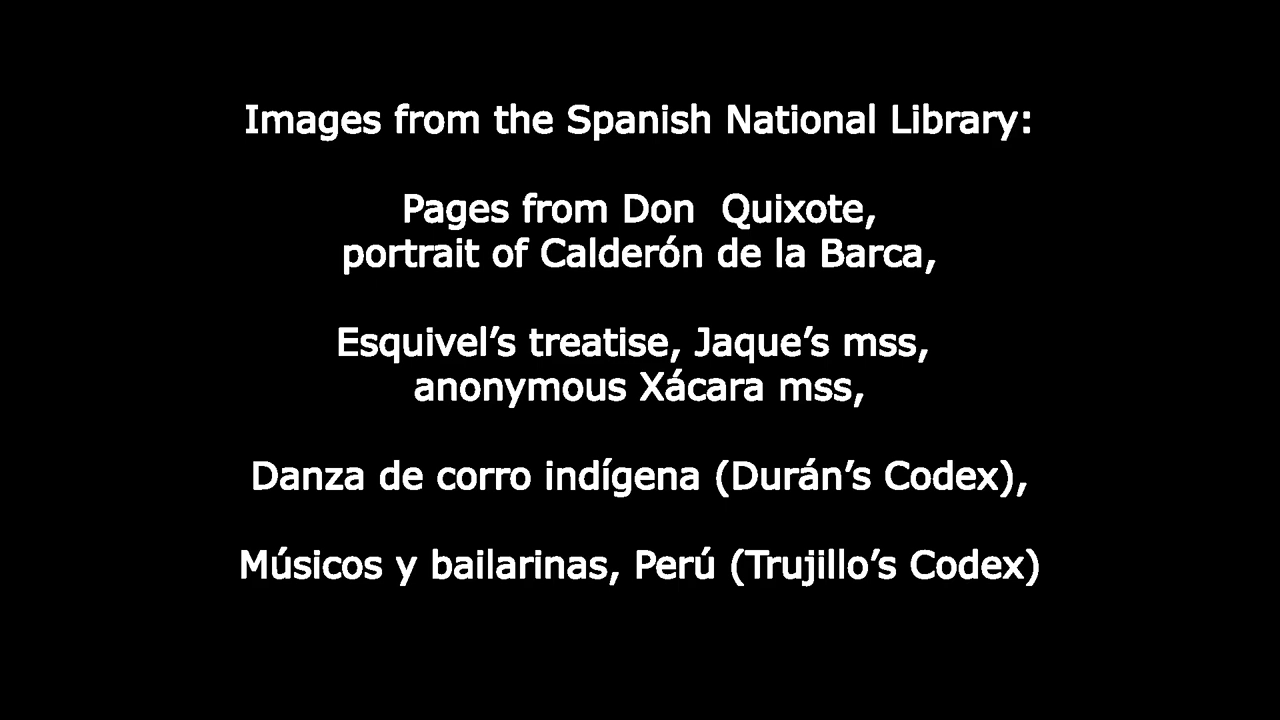 Images from the Spanish National Library:
Pages from Don  Quixote,
portrait of Calderón de la Barca,
Esquivel’s treatise, Jaque’s mss,
anonymous Xácara mss,
Danza de corro indígena (Durán’s Codex),
Músicos y bailarinas, Perú (Trujillo’s Codex)